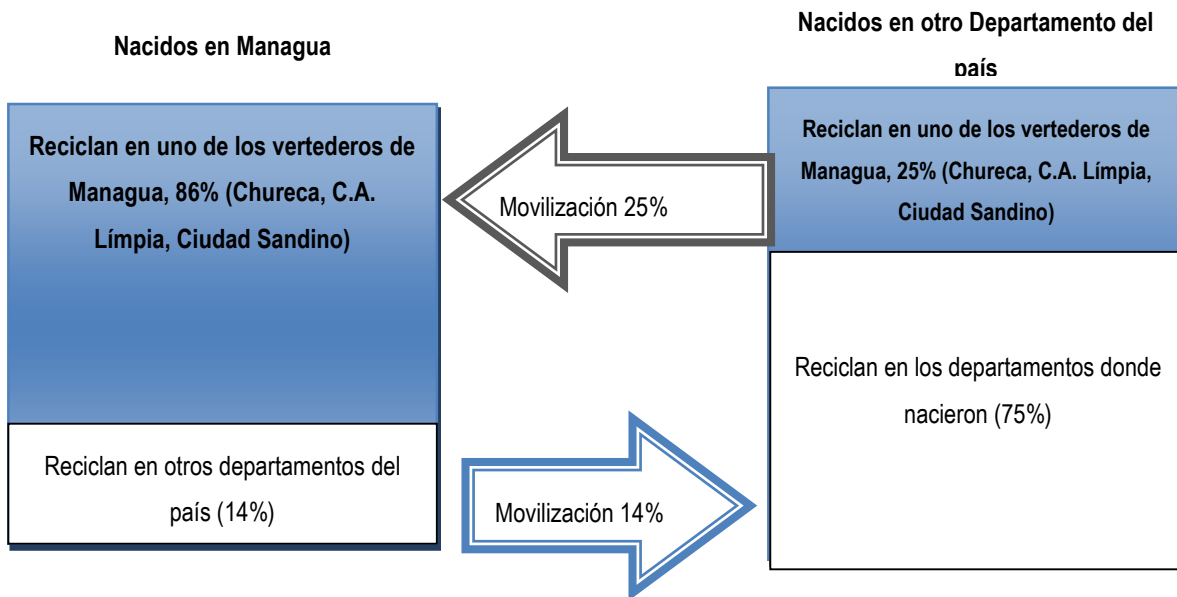 Nacidos en Managua
Reciclan en uno de los vertederos de
Managua, 86% (Chureca, C.A.
Límpia, Ciudad Sandino)
Reciclan en otros departamentos del
país (14%)
Movilización 25%
Movilización 14%
Nacidos en otro Departamento del
país
Reciclan en uno de los vertederos de
Managua, 25% (Chureca, C.A. Límpia,
Ciudad Sandino)
Reciclan en los departamentos donde
nacieron (75%)